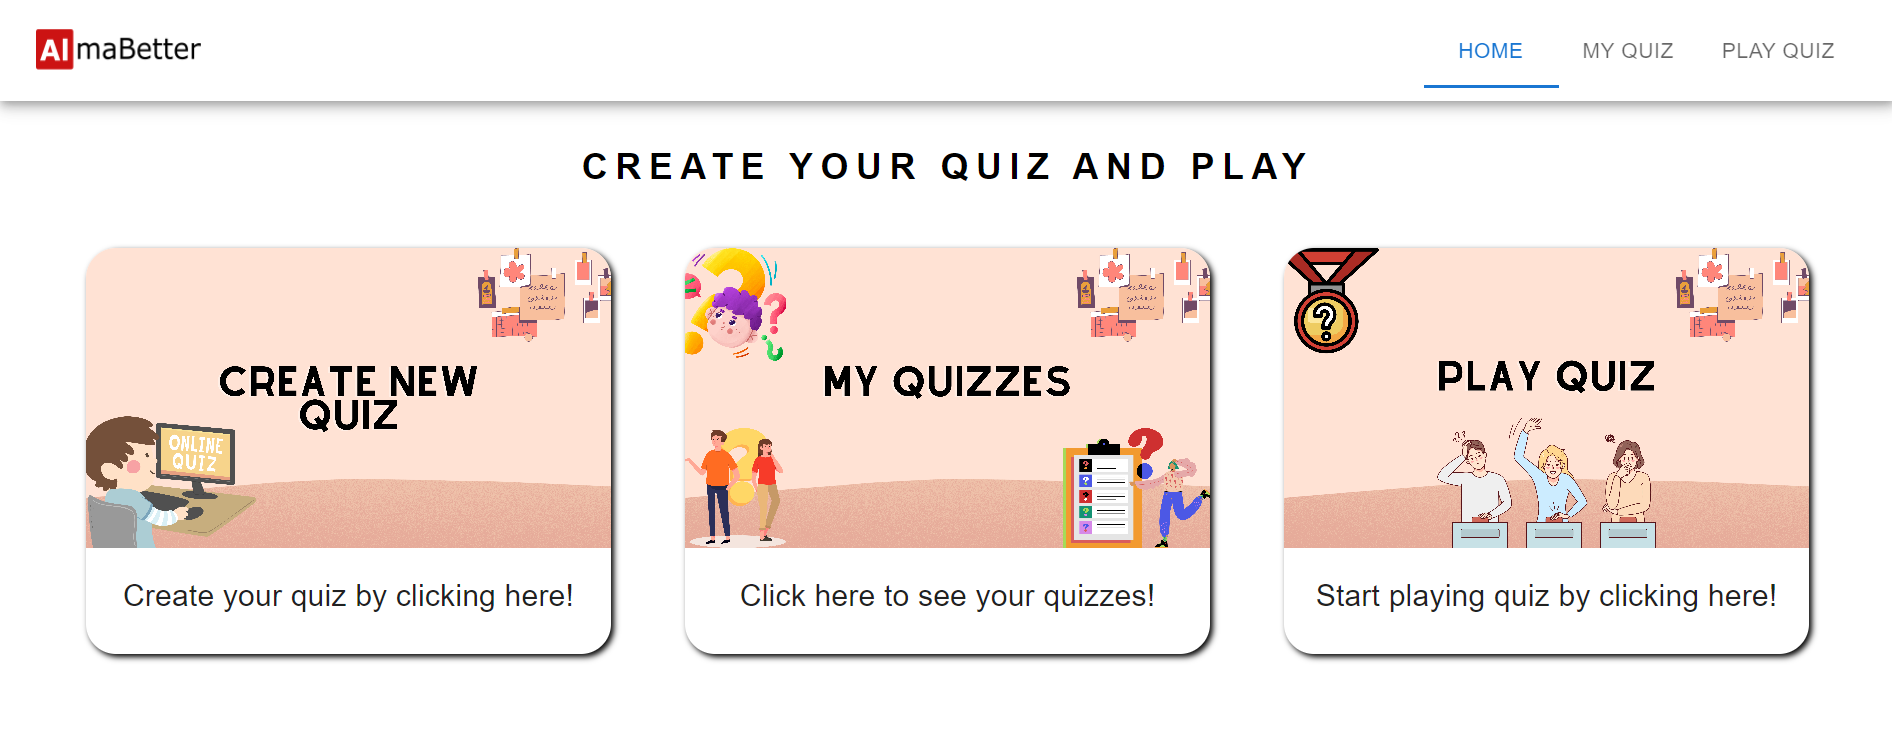 AlmaBetter
HOME
MY QUIZ
PLAY QUIZ
CREATE YOUR QUIZ AND PLAY
CREATE NEW
QUIZ
ONLINE
QUIZ
Create your quiz by clicking here!
MY QUIZZES
Click here to see your quizzes!
PLAY QUIZ
Start playing quiz by clicking here!